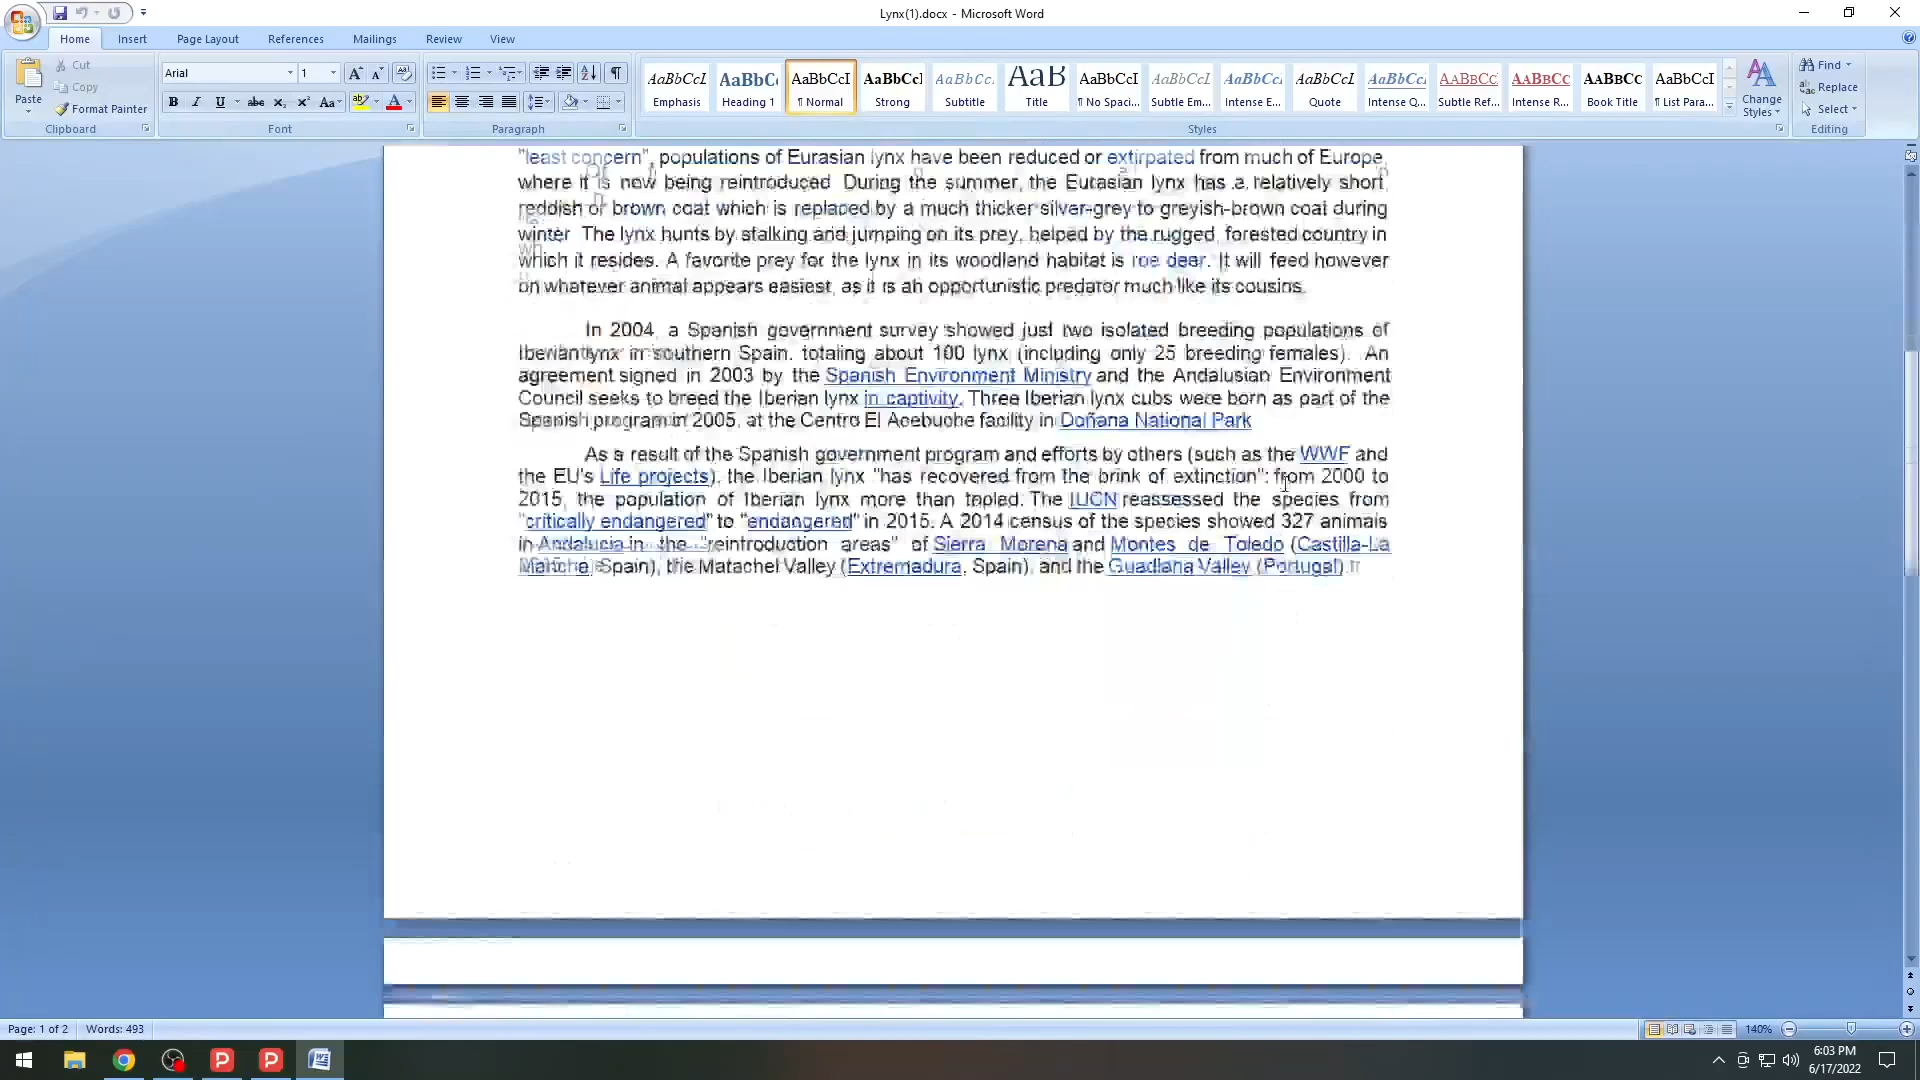 Lynx(1).docx - Microsoft Word
Home Insert Page Layout References Mailings Review View
Paste
Cut
Copy
Format Painter
Clipboard
Arial 1
Font
Paragraph
AaBbCcI AaBbC AaBbCcI AaBbCcI AaBbCc. AaB AaBbCcI AaBbCcI AaBbCcI AaBbCcI AaBbCcI AABBCC AABBCC AABBCC AaBbCcI
Emphasis Heading 1 ¶ Normal Strong Subtitle Title ¶ No Spaci... Subtle Em... Intense E... Quote Intense Q... Subtle Ref... Intense R... Book Title ¶ List Para...
Styles
Change
Styles
Find
Replace
Select
Editing
"least concern", populations of Eurasian lynx have been reduced or extirpated from much of Europe,
where it is now being reintroduced During the summer, the Eurasian lynx has a relatively short
reddish or brown coat which is replaced by a much thicker silver-grey to greyish-brown coat during
winter The lynx hunts by stalking and jumping on its prey, helped by the rugged, forested country in
which it resides. A favorite prey for the lynx in its woodland habitat is roe deer. It will feed however
on whatever animal appears easiest, as it is an opportunistic predator much like its cousins.
In 2004, a Spanish government survey showed just two isolated breeding populations of
Iberian lynx in southern Spain, totaling about 100 lynx (including only 25 breeding females). An
agreement signed in 2003 by the Spanish Environment Ministry and the Andalusian Environment
Council seeks to breed the Iberian lynx in captivity. Three Iberian lynx cubs were born as part of the
Spanish program in 2005, at the Centro El Acebuche facility in Doñana National Park
As a result of the Spanish government program and efforts by others (such as the WWF and
the EU's Life projects), the Iberian lynx "has recovered from the brink of extinction": from 2000 to
2015, the population of Iberian lynx more than tripled. The IUCN reassessed the species from
"critically endangered" to "endangered" in 2015. A 2014 census of the species showed 327 animals
in Andalucia in the "reintroduction areas" of Sierra Morena and Montes de Toledo (Castilla-La
Mancha, Spain), the Matachel Valley (Extremadura, Spain), and the Guadiana Valley (Portugal)
Page: 1 of 2 Words: 493
140%
6:03 PM
6/17/2022